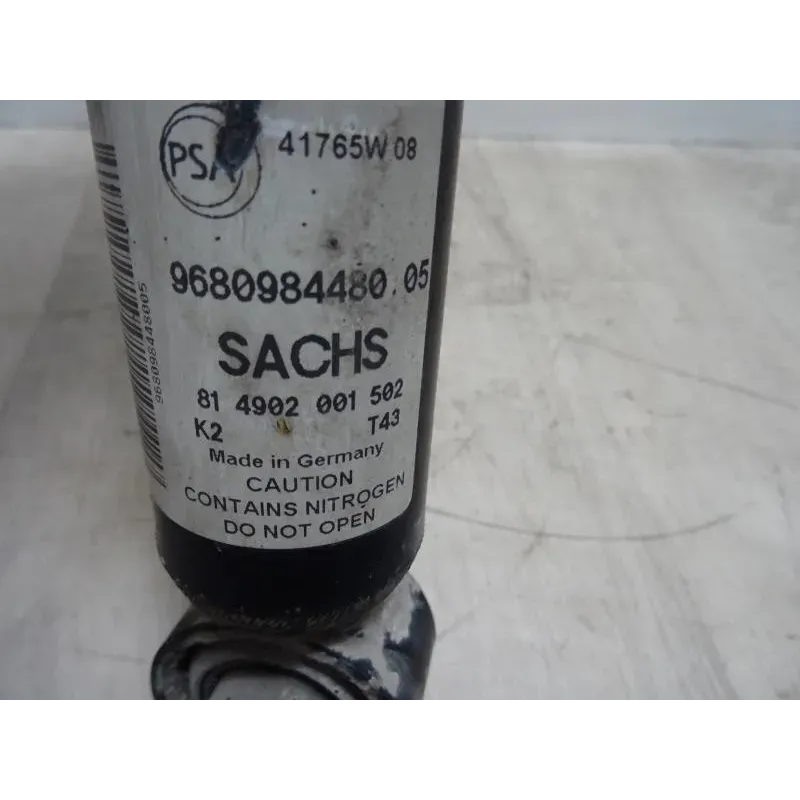 PSA 41765W 08
9680984480.05
SACHS
81 4902 001 502
K2 T43
Made in Germany
CAUTION
CONTAINS NITROGEN
DO NOT OPEN
968098448005